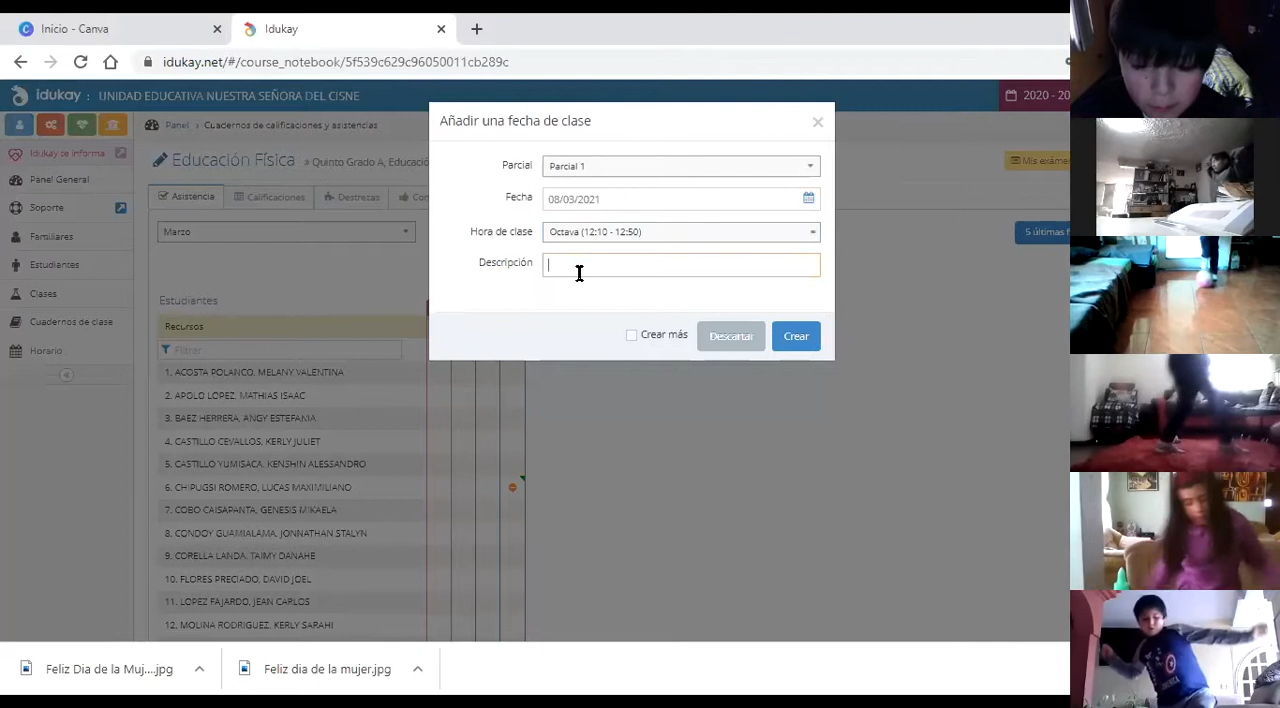 Inicio - Canva
Idukay
idukay.net/#/course_notebook/5f539c629c96050011cb289c
idukay : UNIDAD EDUCATIVA NUESTRA SEÑORA DEL CISNE
2020 - 20
Panel
Cuadernos de calificaciones y asistencias
Idukay te informa
Panel General
Soporte
Familiares
Estudiantes
Clases
Cuadernos de clase
Horario
Educación Física » Quinto Grado A, Educació
Mis exáme
Asistencia
Calificaciones
Destrezas
Marzo
5 últimas f
Estudiantes
Recursos
Filtrar
1. ACOSTA POLANCO, MELANY VALENTINA
2. APOLO LOPEZ, MATHIAS ISAAC
3. BAEZ HERRERA, ANGY ESTEFANIA
4. CASTILLO CEVALLOS, KERLY JULIET
5. CASTILLO YUMISACA, KENSHIN ALESSANDRO
6. CHIPUGSI ROMERO, LUCAS MAXIMILIANO
7. COBO CAISAPANTA, GENESIS MIKAELA
8. CONDOY GUAMIALAMA, JONNATHAN STALYN
9. CORELLA LANDA, TAIMY DANAHE
10. FLORES PRECIADO, DAVID JOEL
11. LOPEZ FAJARDO, JEAN CARLOS
12. MOLINA RODRIGUEZ, KERLY SARAHI
Añadir una fecha de clase
Parcial
Parcial 1
Fecha
08/03/2021
Hora de clase
Octava (12:10 - 12:50)
Descripción
Crear más
Descartar
Crear
Feliz Dia de la Muj....jpg
Feliz dia de la mujer.jpg